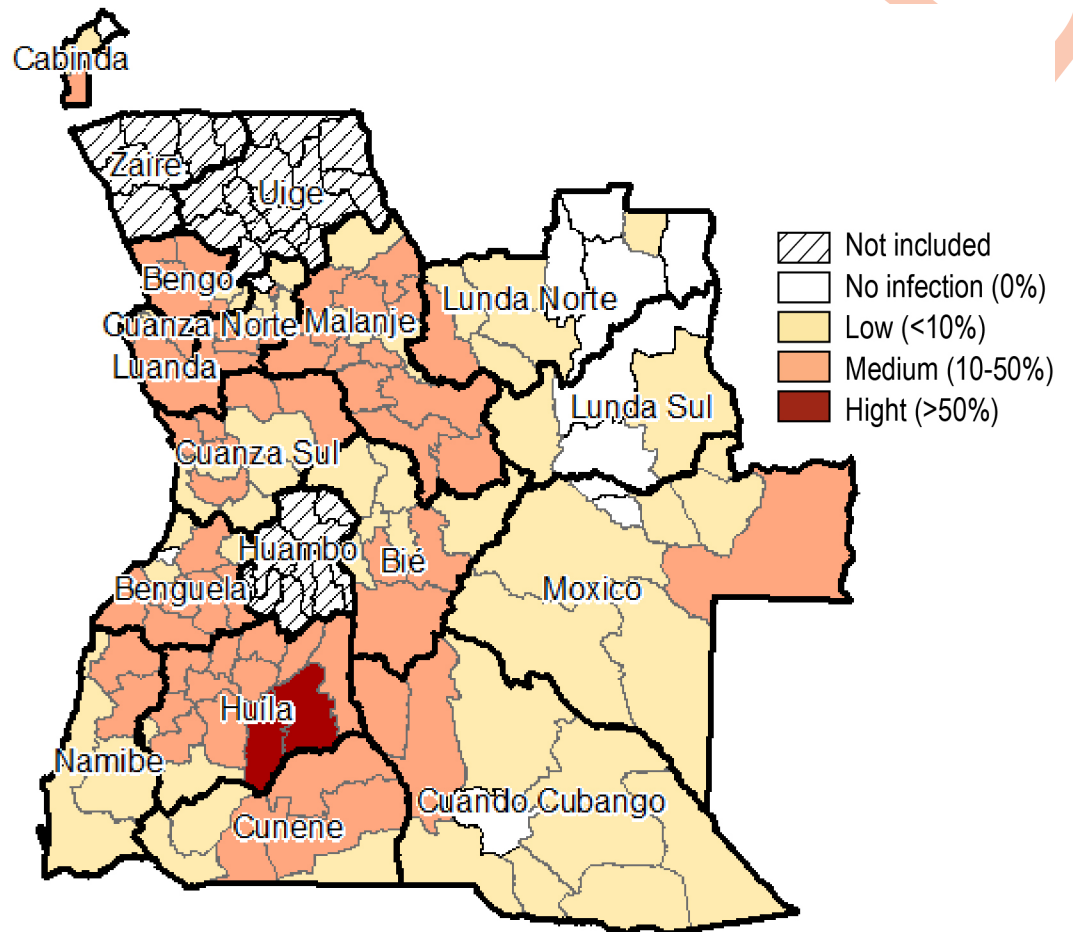 Cabinda
Zaire
Uige
Not included
No infection (0%)
Low (<10%)
Medium (10-50%)
Hight (>50%)
Bengo
Lunda Norte
Cuanza Norte
Malanje
Luanda
Lunda Sul
Cuanza Sul
Huambo
Bié
Benguela
Moxico
Huíla
Namibe
Cuando Cubango
Cunene